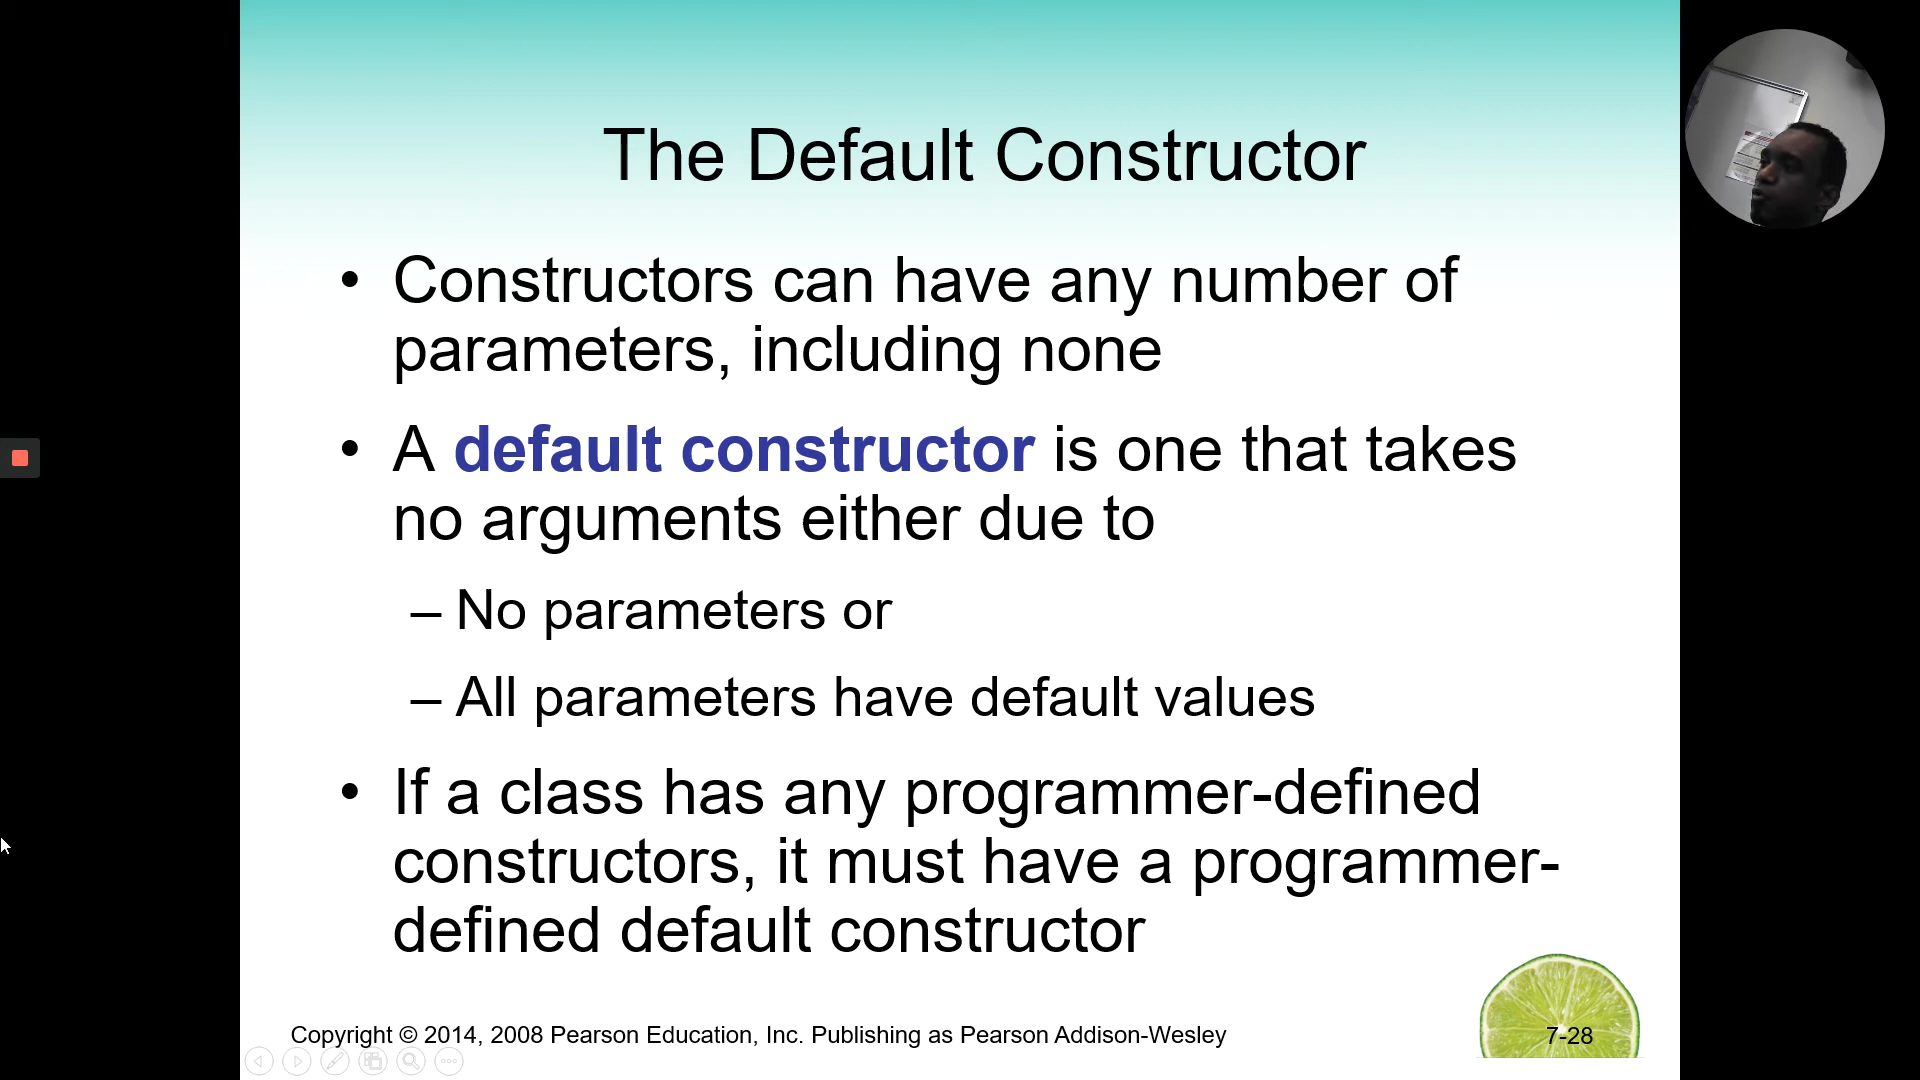 The Default Constructor
• Constructors can have any number of
parameters, including none
• A default constructor is one that takes
no arguments either due to
– No parameters or
– All parameters have default values
• If a class has any programmer-defined
constructors, it must have a programmer-
defined default constructor
Copyright © 2014, 2008 Pearson Education, Inc. Publishing as Pearson Addison-Wesley
7-28